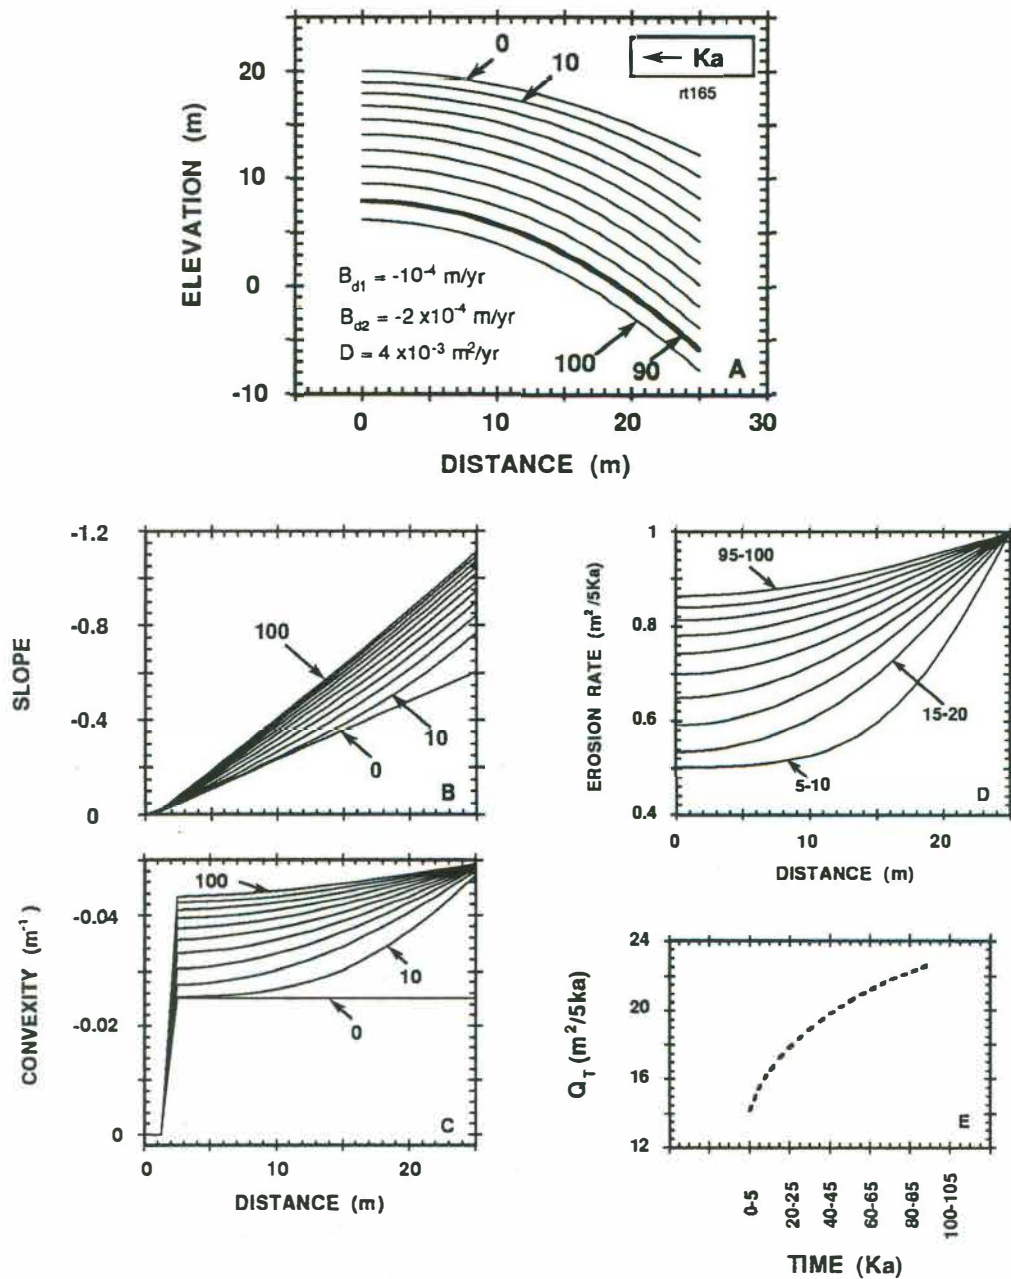 0
10
← Ka
rt165
20
10
0
-10
ELEVATION (m)
B_d1 = -10⁻⁴ m/yr
B_d2 = -2 x10⁻⁴ m/yr
D = 4 x10⁻³ m²/yr
100
90
A
0 10 20 30
DISTANCE (m)
-1.2
-0.8
-0.4
0
SLOPE
100
10
0
B
1
0.8
0.6
0.4
EROSION RATE (m²/5Ka)
95-100
15-20
5-10
D
0 10 20
DISTANCE (m)
-0.04
-0.02
0
CONVEXITY (m⁻¹)
100
10
0
C
0 10 20
DISTANCE (m)
24
20
16
12
Q_T (m²/5ka)
E
0-5
20-25
40-45
60-65
80-85
100-105
TIME (Ka)